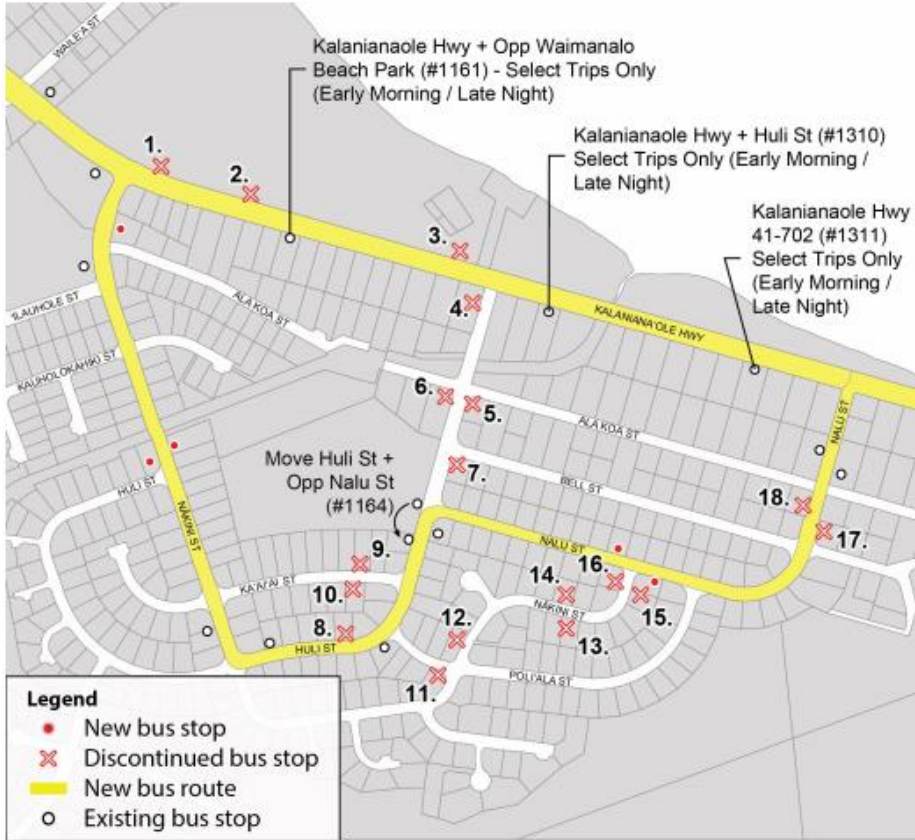 WAILE'A ST
Kalanianaole Hwy + Opp Waimanalo
Beach Park (#1161) - Select Trips Only
(Early Morning / Late Night)
Kalanianaole Hwy + Huli St (#1310)
Select Trips Only (Early Morning /
Late Night)
Kalanianaole Hwy
41-702 (#1311)
Select Trips Only
(Early Morning /
Late Night)
1.
2.
3.
4.
KALANIANA'OLE HWY
ILAUHOLE ST
ALA KOA ST
KAUHOLOKAHIKI ST
6.
5.
ALA KOA ST
NALU ST
Move Huli St +
Opp Nalu St
(#1164)
7.
BELL ST
HULI ST
NĀKINI ST
18.
17.
NALU ST
9.
KA'AI'AI ST
10.
14.
16.
15.
NĀKINI ST
13.
8.
12.
HULI ST
11.
POLI'ALA ST
Legend
New bus stop
Discontinued bus stop
New bus route
Existing bus stop